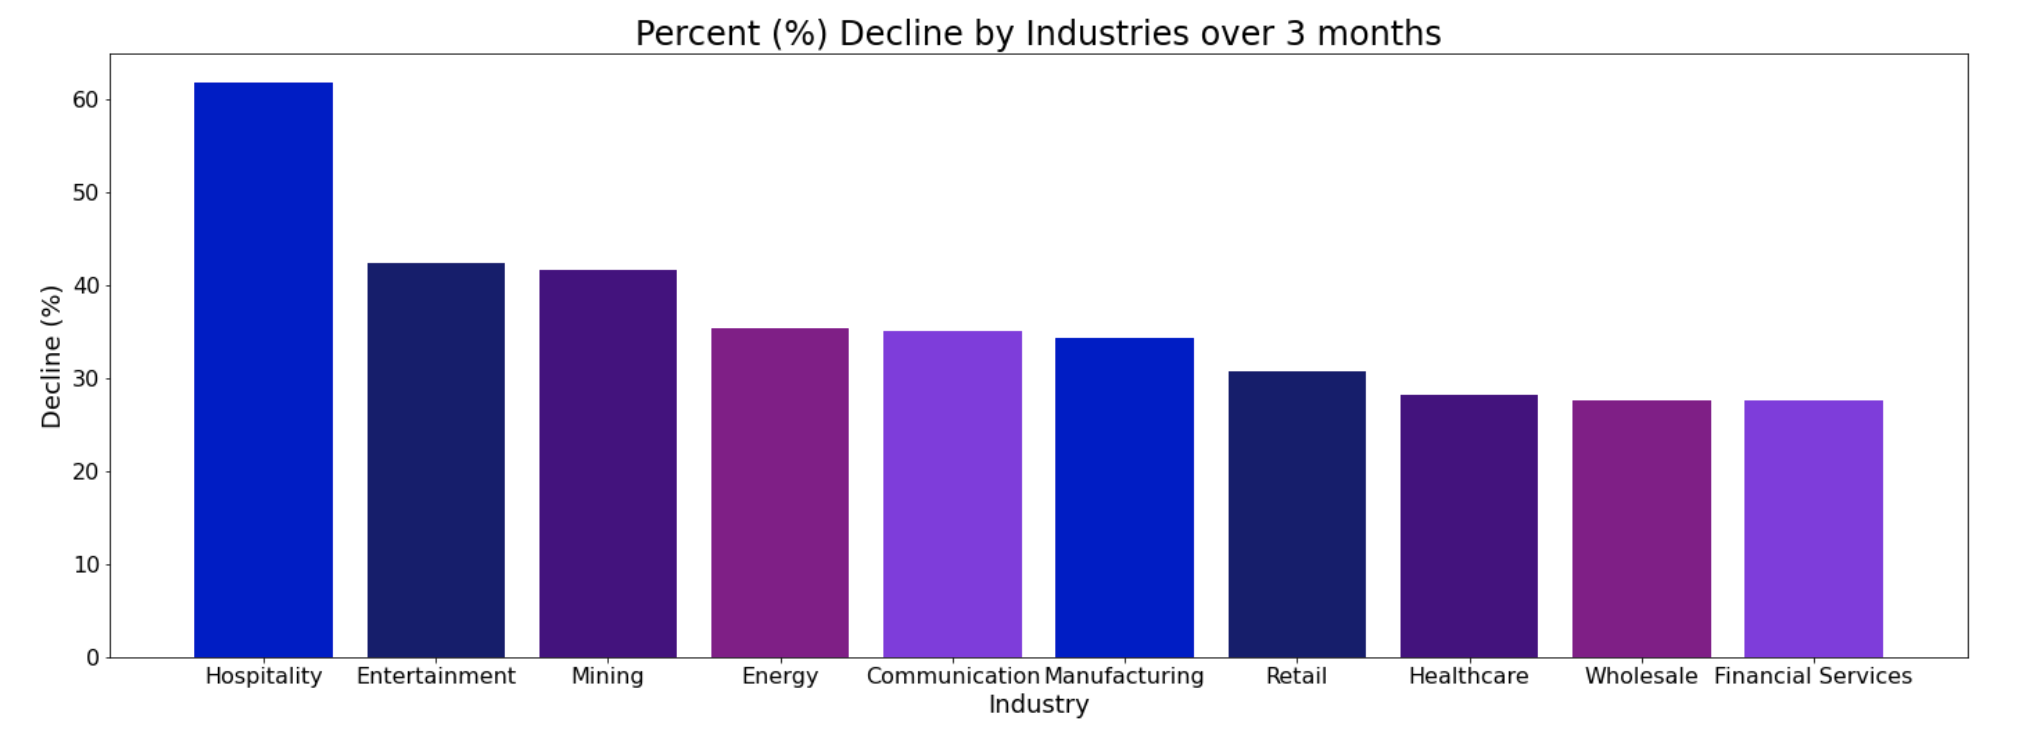 Percent (%) Decline by Industries over 3 months
60
50
40
30
20
10
0
Decline (%)
Hospitality Entertainment Mining Energy Communication Manufacturing Retail Healthcare Wholesale Financial Services
Industry